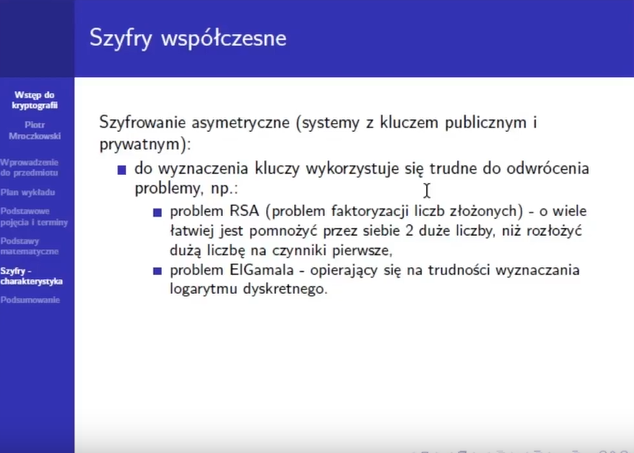 Szyfry współczesne
Wstęp do
kryptografii
Piotr
Mroczkowski
Wprowadzenie
do przedmiotu
Plan wykładu
Podstawowe
pojęcia i terminy
Podstawy
matematyczne
Szyfry -
charakterystyka
Podsumowanie
Szyfrowanie asymetryczne (systemy z kluczem publicznym i
prywatnym):
do wyznaczenia kluczy wykorzystuje się trudne do odwrócenia
problemy, np.:
problem RSA (problem faktoryzacji liczb złożonych) - o wiele
łatwiej jest pomnożyć przez siebie 2 duże liczby, niż rozłożyć
dużą liczbę na czynniki pierwsze,
problem ElGamala - opierający się na trudności wyznaczania
logarytmu dyskretnego.